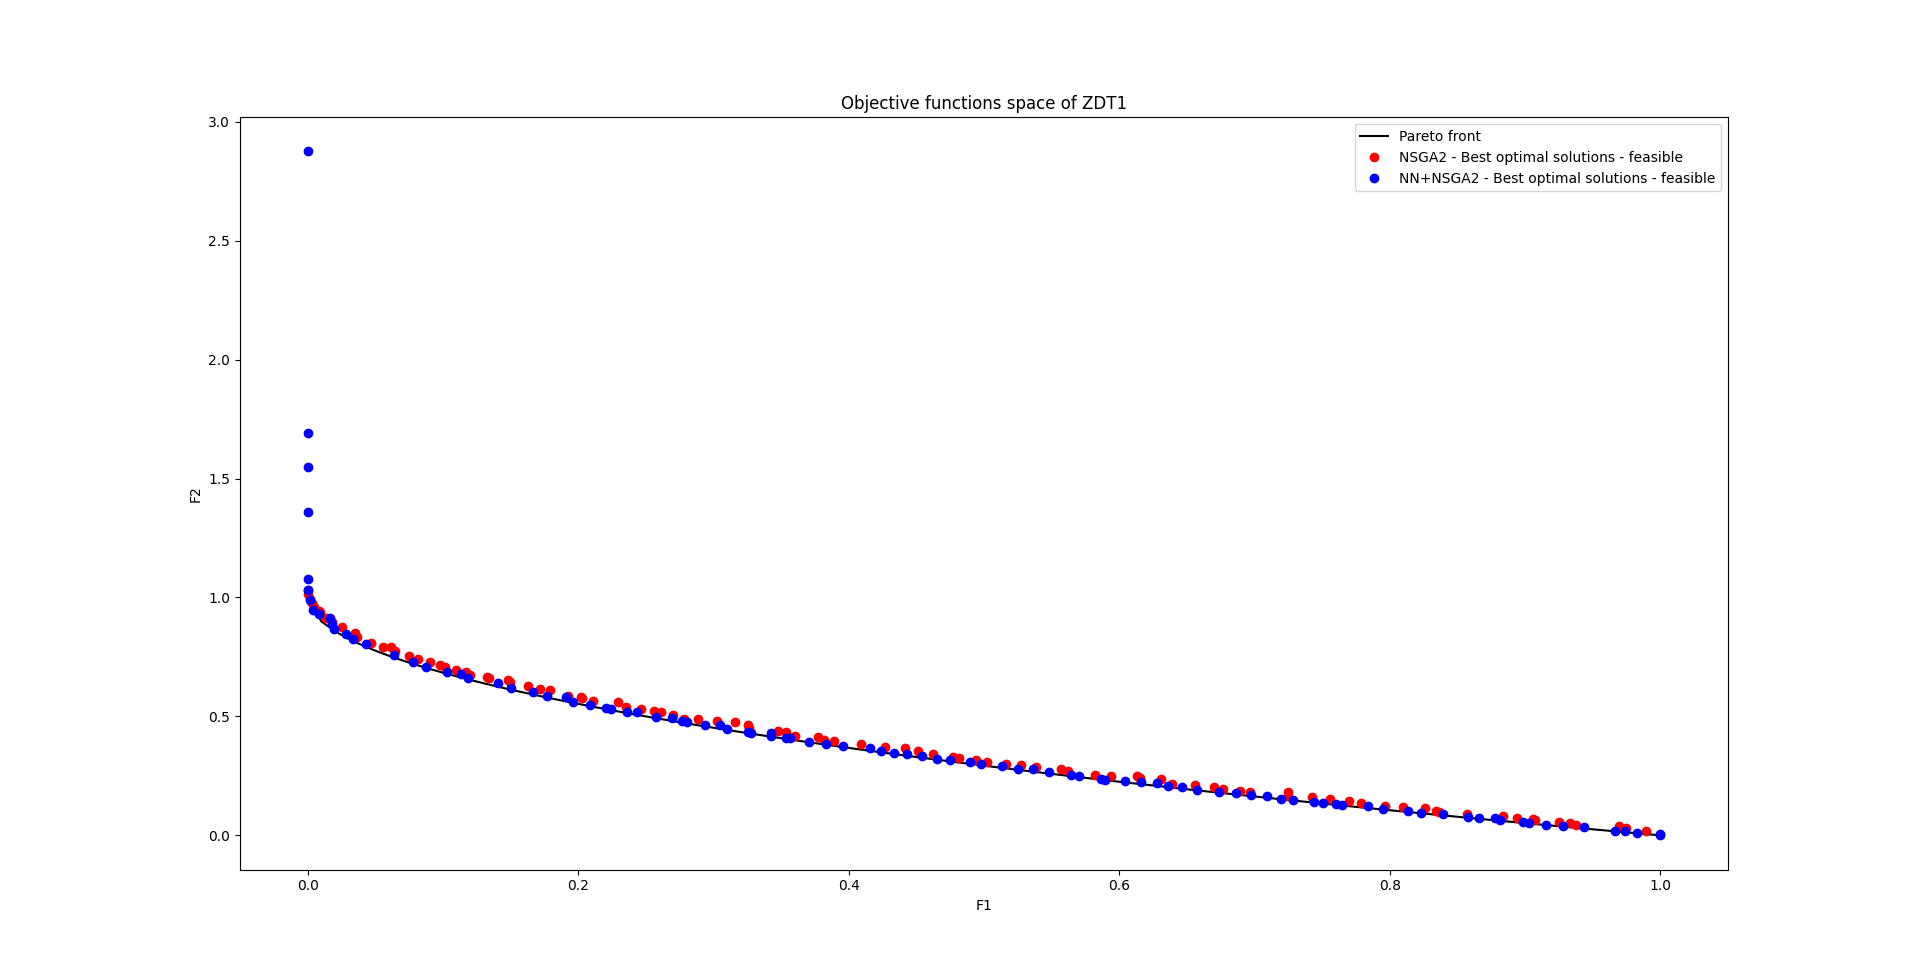 Objective functions space of ZDT1
Pareto front
NSGA2 - Best optimal solutions - feasible
NN+NSGA2 - Best optimal solutions - feasible
3.0
2.5
2.0
1.5
1.0
0.5
0.0
F2
0.0 0.2 0.4 0.6 0.8 1.0
F1